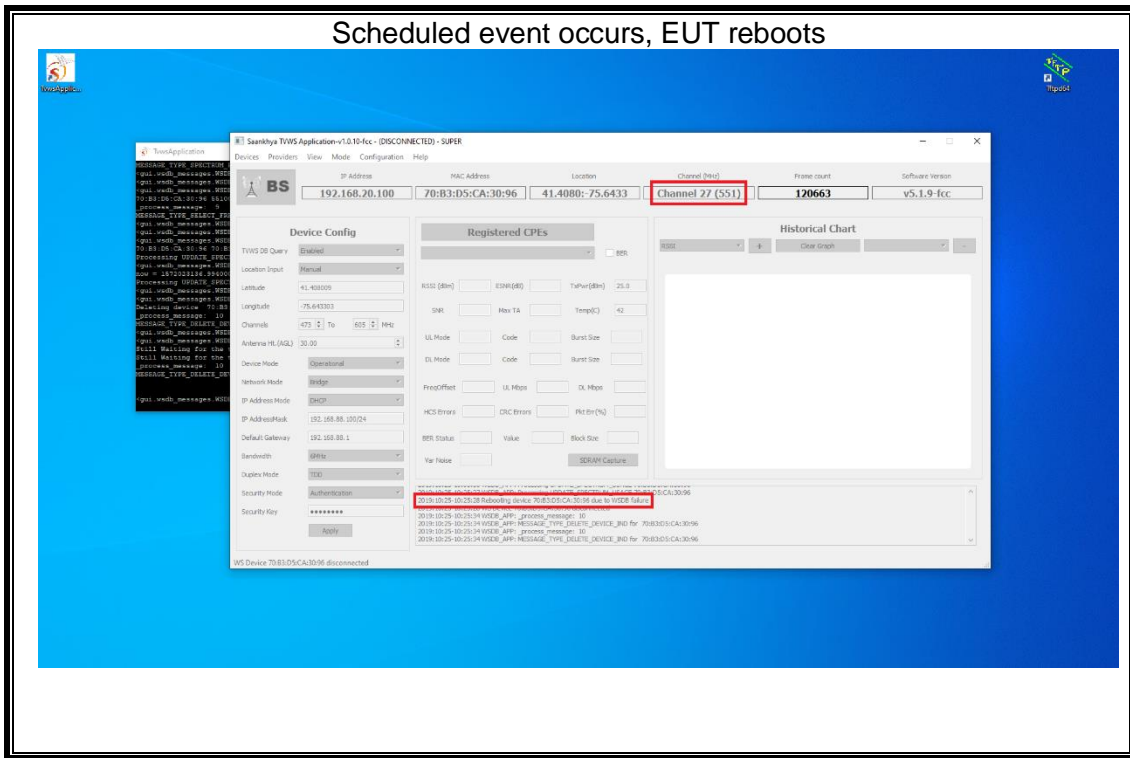 Scheduled event occurs, EUT reboots
TvwsApplic...
Tftpd64
TvwsApplication
MESSAGE_TYPE_SPECTRUM
_process_message: 9
Processing UPDATE_SPEC
Processing UPDATE_SPEC
_process_message: 10
MESSAGE_TYPE_DELETE_DE
Still Waiting for the
Still Waiting for the
_process_message: 10
MESSAGE_TYPE_DELETE_DE
Saankhya TVWS Application-v1.0.10-fcc - (DISCONNECTED) - SUPER
Devices Providers View Mode Configuration Help
IP Address MAC Address Location Channel (MHz) Frame count Software Version
BS 192.168.20.100 70:B3:D5:CA:30:96 41.4080:-75.6433 Channel 27 (551) 120663 v5.1.9-fcc
Device Config
TVWS DB Query Enabled
Location Input Manual
Latitude 41.408005
Longitude -75.643303
Channels 473 To 605 MHz
Antenna Ht.(AGL) 30.00
Device Mode Operational
Network Mode Bridge
IP Address Mode DHCP
IP AddressMask 192.168.88.100/24
Default Gateway 192.168.88.1
Bandwidth 6MHz
Duplex Mode TDD
Security Mode Authentication
Security Key ••••••••
Apply
Registered CPEs
BER
RSSI (dBm) ESNR(dB) TxPwr(dBm) 25.0
SNR Max TA Temp(C) 42
UL Mode Code Burst Size
DL Mode Code Burst Size
FreqOffset UL Mbps DL Mbps
HCS Errors CRC Errors Pkt Err(%)
BER Status Value Block Size
Var Noise SDRAM Capture
Historical Chart
RSSI + Clear Graph -
2019:10:25-10:25:28 Rebooting device 70:B3:D5:CA:30:96 due to WSDB failure
2019:10:25-10:25:34 WSDB_APP: _process_message: 10
2019:10:25-10:25:34 WSDB_APP: MESSAGE_TYPE_DELETE_DEVICE_IND for 70:B3:D5:CA:30:96
2019:10:25-10:25:34 WSDB_APP: _process_message: 10
2019:10:25-10:25:34 WSDB_APP: MESSAGE_TYPE_DELETE_DEVICE_IND for 70:B3:D5:CA:30:96
WS Device 70:B3:D5:CA:30:96 disconnected